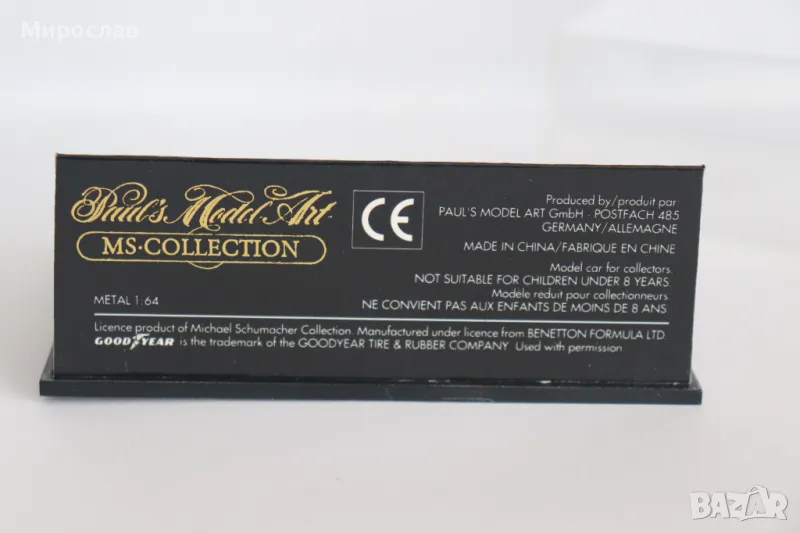 Мирослав
Paul's Model Art
MS·COLLECTION
METAL 1:64
CE
Produced by/produit par
PAUL'S MODEL ART GmbH · POSTFACH 485
GERMANY/ALLEMAGNE
MADE IN CHINA/FABRIQUE EN CHINE
Model car for collectors.
NOT SUITABLE FOR CHILDREN UNDER 8 YEARS
Modèle reduit pour collectionneurs
NE CONVIENT PAS AUX ENFANTS DE MOINS DE 8 ANS
Licence product of Michael Schumacher Collection. Manufactured under licence from BENETTON FORMULA LTD.
GOODYEAR is the trademark of the GOODYEAR TIRE & RUBBER COMPANY Used with permission
BAZAR